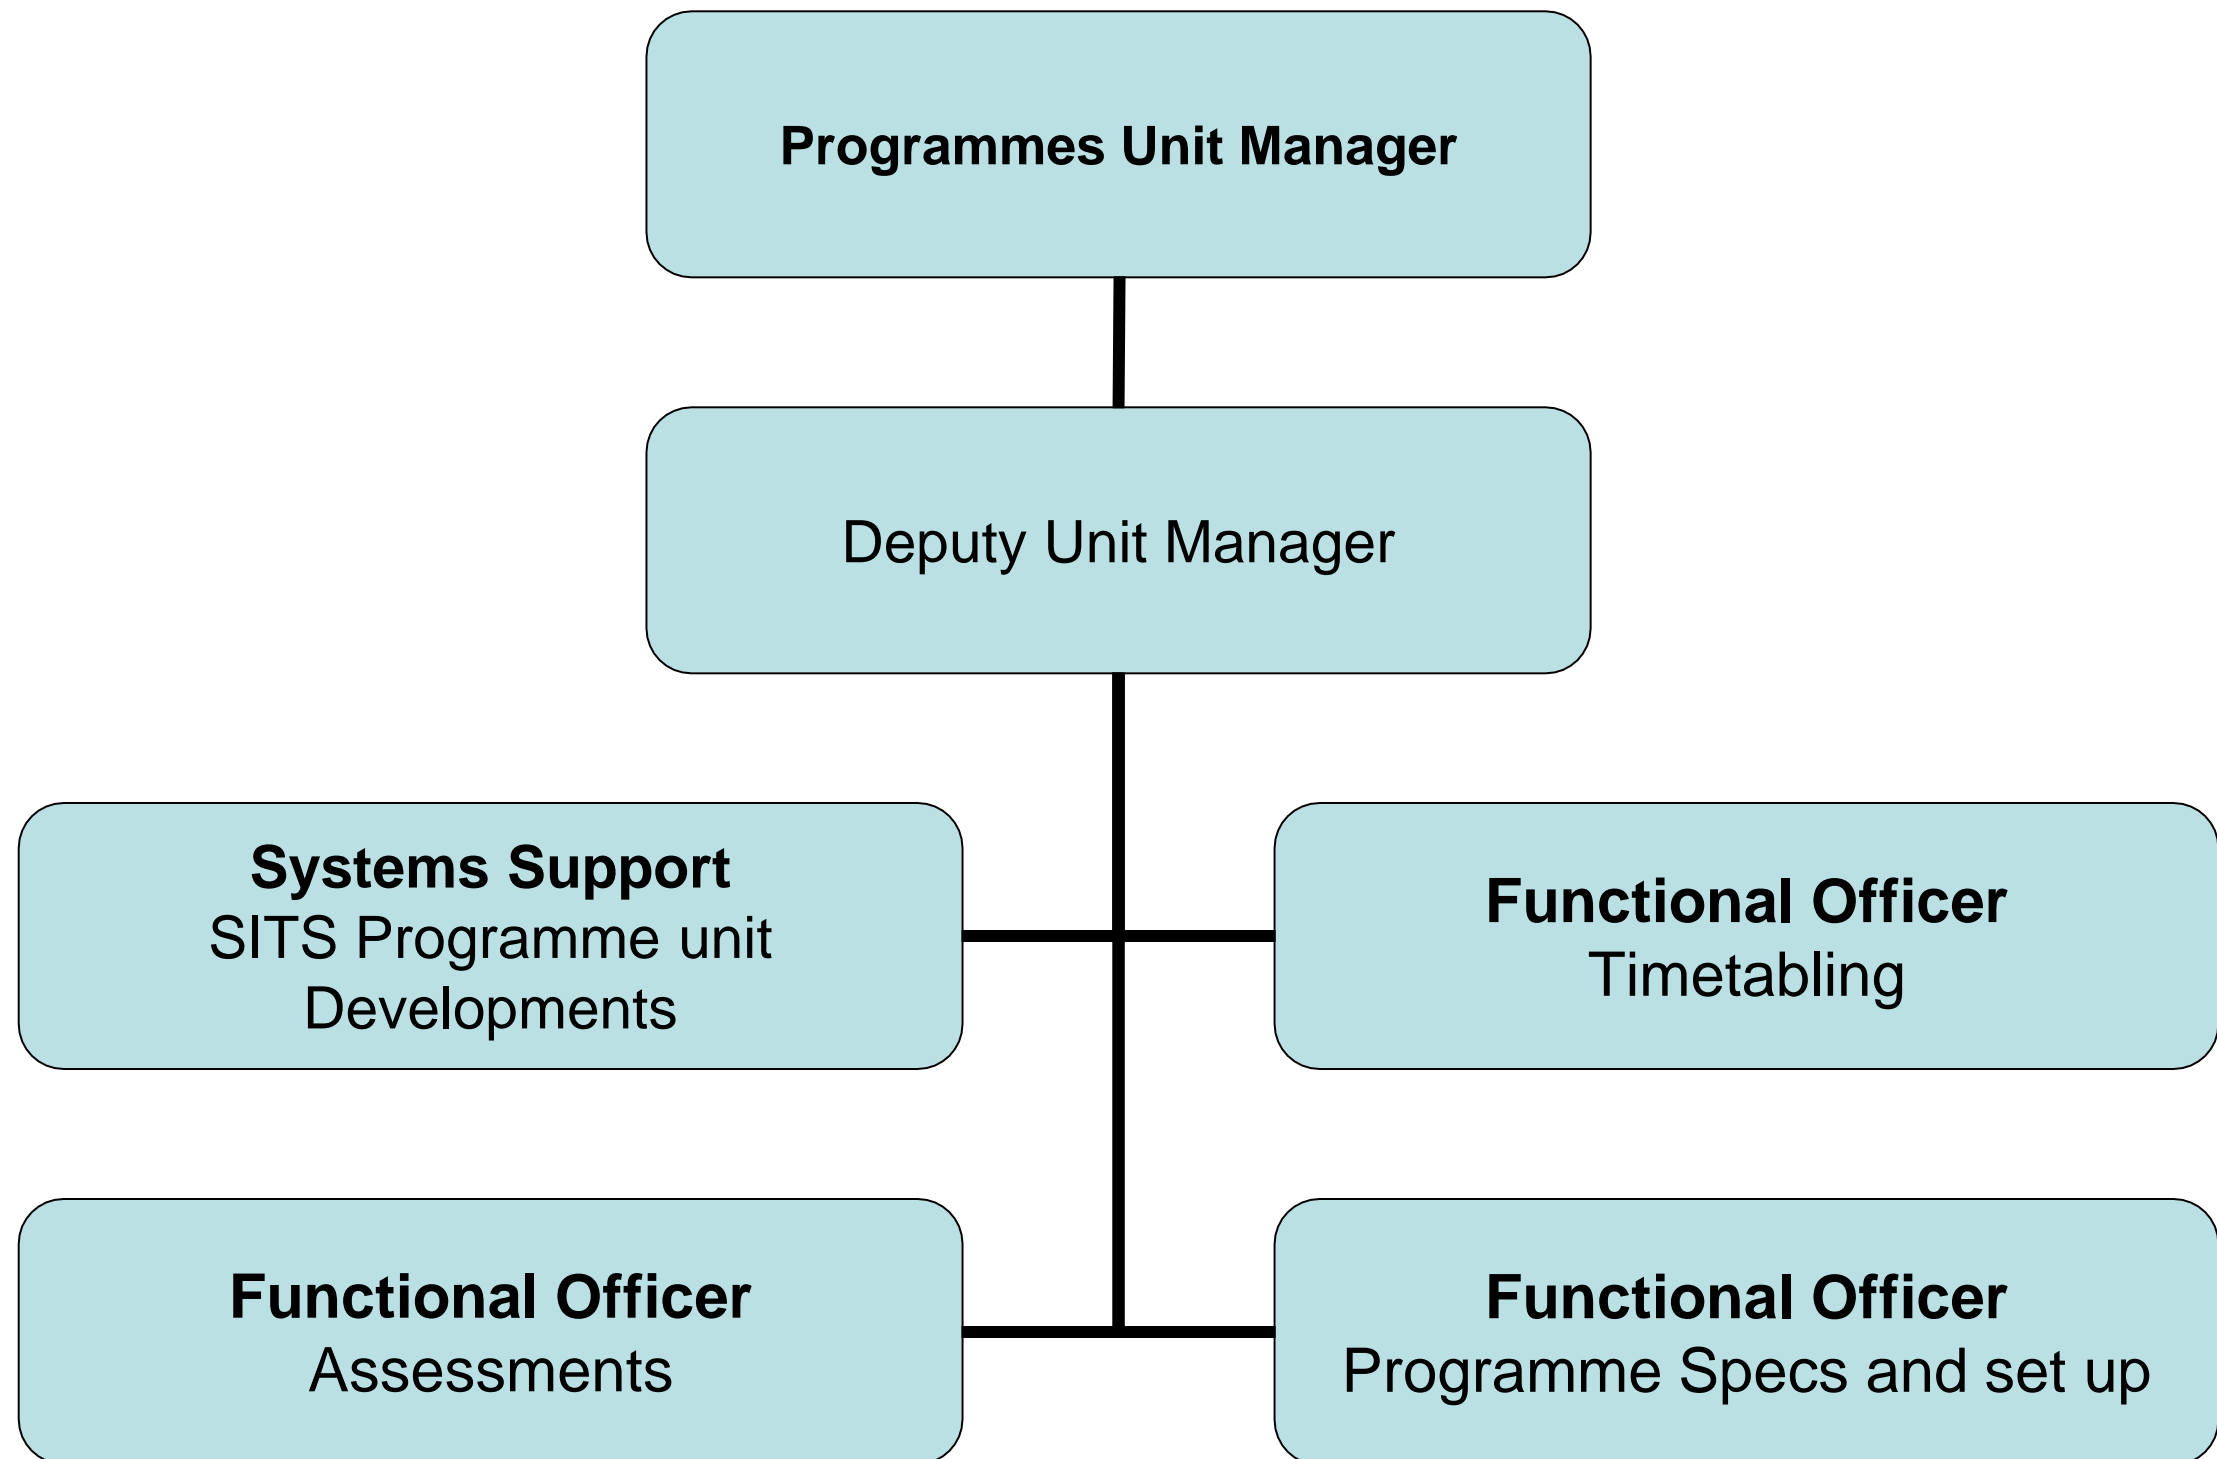 Programmes Unit Manager
Deputy Unit Manager
Systems Support
SITS Programme unit
Developments
Functional Officer
Timetabling
Functional Officer
Assessments
Functional Officer
Programme Specs and set up